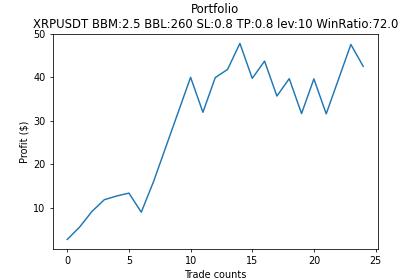 Portfolio
XRPUSDT BBM:2.5 BBL:260 SL:0.8 TP:0.8 lev:10 WinRatio:72.0
50
40
30
20
10
Profit ($)
0 5 10 15 20 25
Trade counts